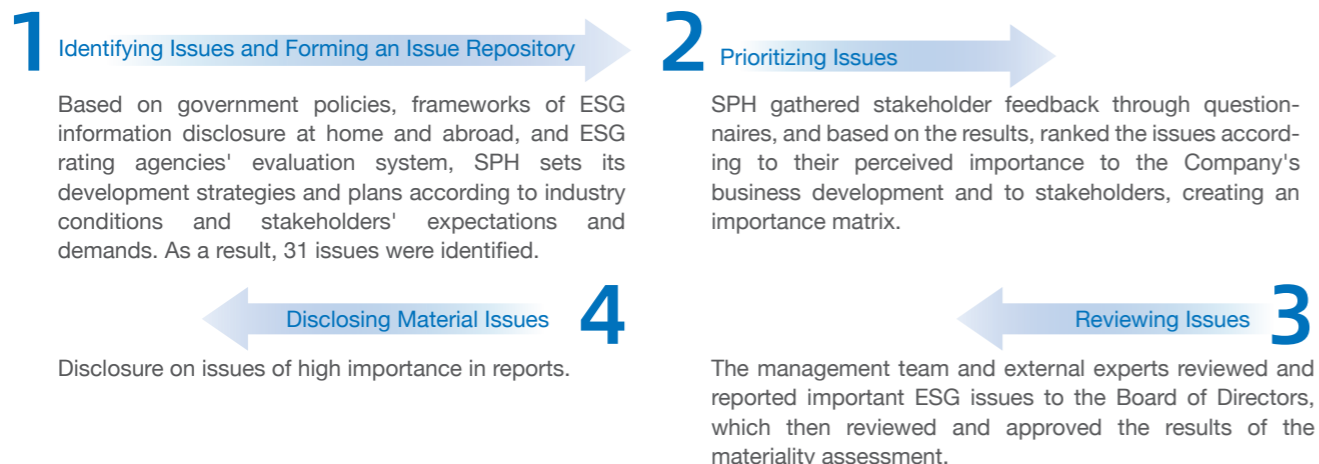 1 Identifying Issues and Forming an Issue Repository
Based on government policies, frameworks of ESG
information disclosure at home and abroad, and ESG
rating agencies' evaluation system, SPH sets its
development strategies and plans according to industry
conditions and stakeholders' expectations and
demands. As a result, 31 issues were identified.
2 Prioritizing Issues
SPH gathered stakeholder feedback through question-
naires, and based on the results, ranked the issues accord-
ing to their perceived importance to the Company's
business development and to stakeholders, creating an
importance matrix.
Reviewing Issues 3
The management team and external experts reviewed and
reported important ESG issues to the Board of Directors,
which then reviewed and approved the results of the
materiality assessment.
Disclosing Material Issues 4
Disclosure on issues of high importance in reports.